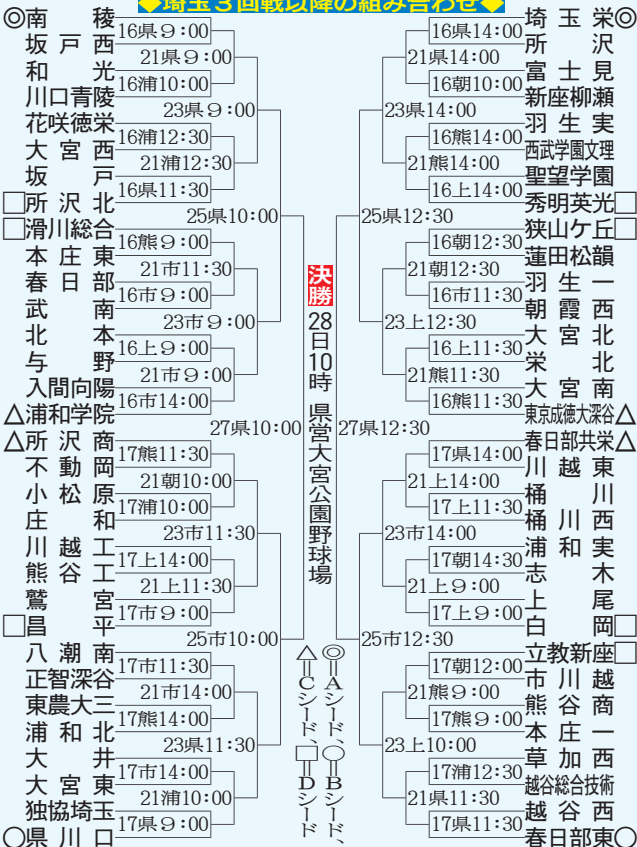 ◆埼玉３回戦以降の組み合わせ◆
◎南稜
16県9:00
坂戸西
21県9:00
和光
16浦10:00
川口青陵
23県9:00
花咲徳栄
16浦12:30
大宮西
21浦12:30
坂戸
16県11:30
□所沢北
25県10:00
□滑川総合
16熊9:00
本庄東
21市11:30
春日部
16市9:00
武南
23市9:00
北本
16上9:00
与野
21市9:00
入間向陽
16市14:00
△浦和学院
27県10:00
△所沢商
17熊11:30
不動岡
21朝10:00
小松原
17浦10:00
庄和
23市11:30
川越工
17上14:00
熊谷工
21上11:30
鷲宮
17市9:00
□昌平
25市10:00
八潮南
17市11:30
正智深谷
21市14:00
東農大三
17熊14:00
浦和北
23県11:30
大井
17市14:00
大宮東
21浦10:00
独協埼玉
17県9:00
○県川口
決勝
28日10時 県営大宮公園野球場
◎＝Aシード、○＝Bシード、
△＝Cシード、□＝Dシード
埼玉栄◎
16県14:00
所沢
21県14:00
富士見
16朝10:00
新座柳瀬
23県14:00
羽生実
16熊14:00
西武学園文理
21熊14:00
聖望学園
16上14:00
秀明英光□
25県12:30
狭山ケ丘□
16朝12:30
蓮田松韻
21朝12:30
羽生一
16市11:30
朝霞西
23上12:30
大宮北
16上11:30
栄北
21熊11:30
大宮南
16熊11:30
東京成徳大深谷△
27県12:30
春日部共栄△
17県14:00
川越東
21上14:00
桶川
17上11:30
桶川西
23市14:00
浦和実
17朝14:30
志木
21上9:00
上尾
17上9:00
白岡□
25市12:30
立教新座□
17朝12:00
市川越
21熊9:00
熊谷商
17熊9:00
本庄一
23上10:00
草加西
17浦12:30
越谷総合技術
21県11:30
越谷西
17県11:30
春日部東○